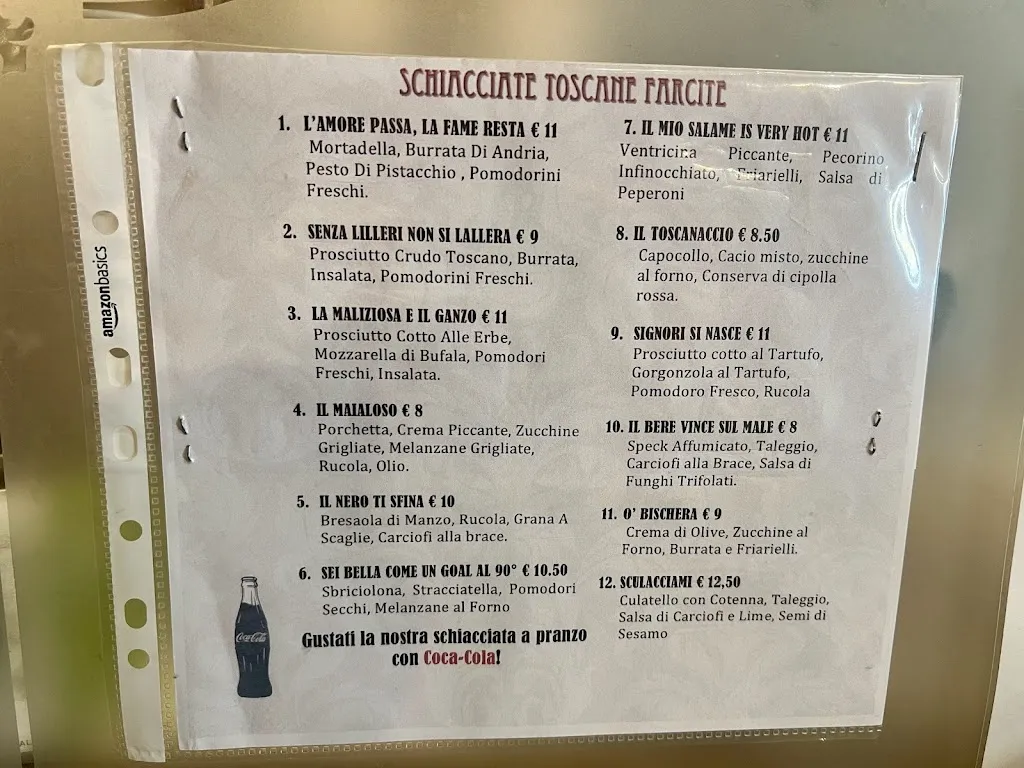 SCHIACCIATE TOSCANE FARCITE
1. L'AMORE PASSA, LA FAME RESTA € 11
Mortadella, Burrata Di Andria,
Pesto Di Pistacchio , Pomodorini
Freschi.
2. SENZA LILLERI NON SI LALLERA € 9
Prosciutto Crudo Toscano, Burrata,
Insalata, Pomodorini Freschi.
3. LA MALIZIOSA E IL GANZO € 11
Prosciutto Cotto Alle Erbe,
Mozzarella di Bufala, Pomodori
Freschi, Insalata.
4. IL MAIALOSO € 8
Porchetta, Crema Piccante, Zucchine
Grigliate, Melanzane Grigliate,
Rucola, Olio.
5. IL NERO TI SFINA € 10
Bresaola di Manzo, Rucola, Grana A
Scaglie, Carciofi alla brace.
6. SEI BELLA COME UN GOAL AL 90° € 10.50
Sbriciolona, Stracciatella, Pomodori
Secchi, Melanzane al Forno
Gustati la nostra schiacciata a pranzo
con Coca-Cola!
Coca-Cola
7. IL MIO SALAME IS VERY HOT € 11
Ventricina Piccante, Pecorino
Infinocchiato, Friarielli, Salsa di
Peperoni
8. IL TOSCANACCIO € 8.50
Capocollo, Cacio misto, zucchine
al forno, Conserva di cipolla
rossa.
9. SIGNORI SI NASCE € 11
Prosciutto cotto al Tartufo,
Gorgonzola al Tartufo,
Pomodoro Fresco, Rucola
10. IL BERE VINCE SUL MALE € 8
Speck Affumicato, Taleggio,
Carciofi alla Brace, Salsa di
Funghi Trifolati.
11. O' BISCHERA € 9
Crema di Olive, Zucchine al
Forno, Burrata e Friarielli.
12. SCULACCIAMI € 12,50
Culatello con Cotenna, Taleggio,
Salsa di Carciofi e Lime, Semi di
Sesamo
amazonbasics